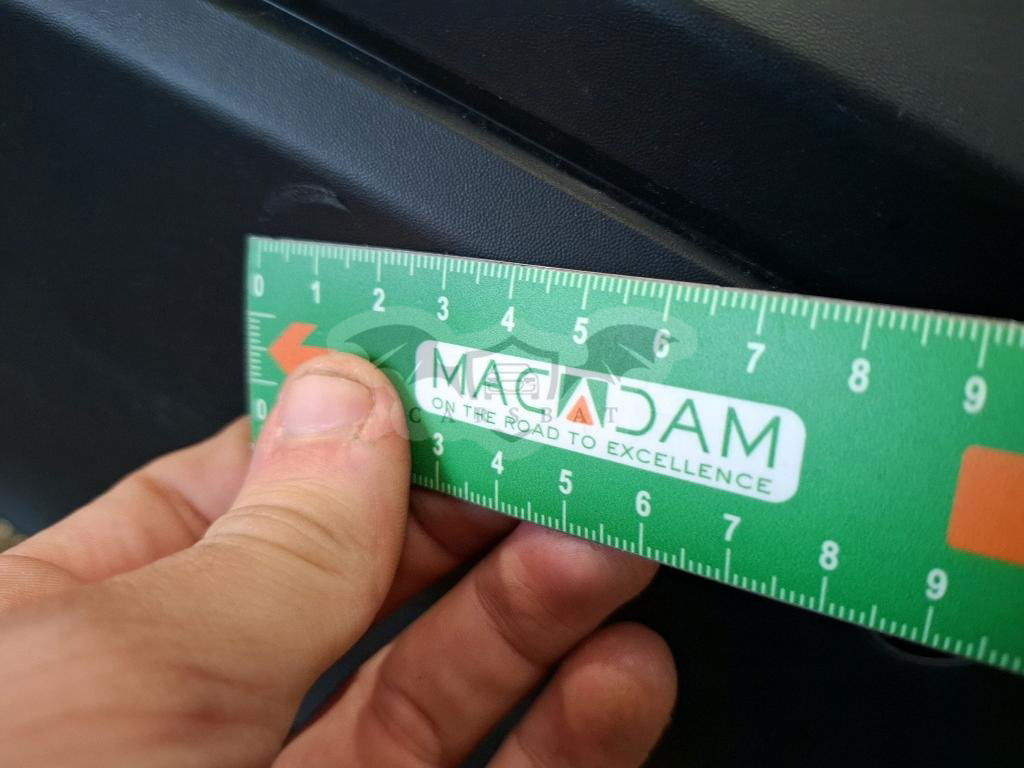 0 1 2 3 4 5 6 7 8 9
MACADAM
ON THE ROAD TO EXCELLENCE
CARSBAT
0 3 4 5 6 7 8 9